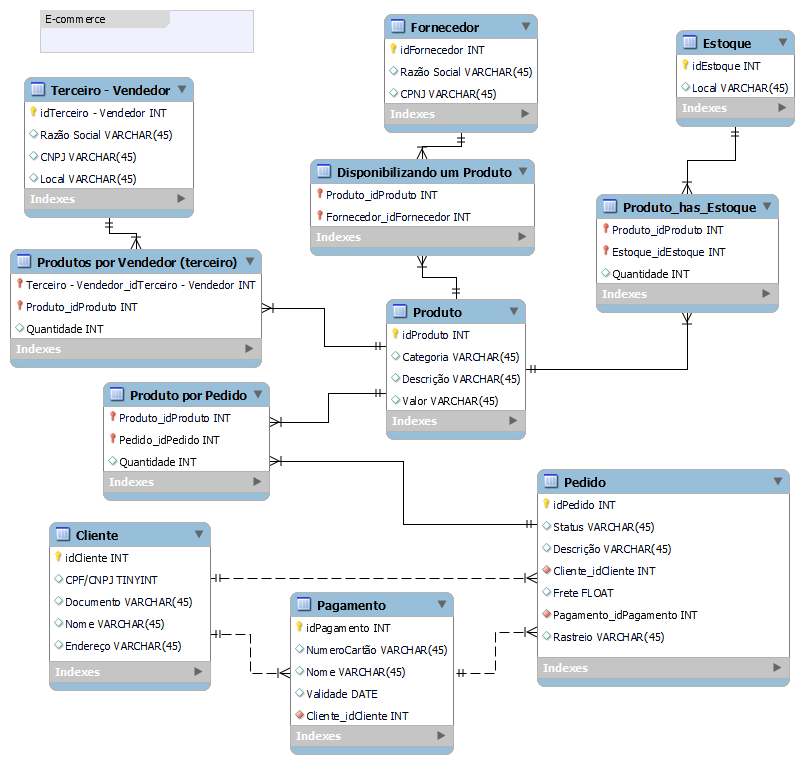 E-commerce
Fornecedor
idFornecedor INT
Razão Social VARCHAR(45)
CPNJ VARCHAR(45)
Indexes
Estoque
idEstoque INT
Local VARCHAR(45)
Indexes
Terceiro - Vendedor
idTerceiro - Vendedor INT
Razão Social VARCHAR(45)
CNPJ VARCHAR(45)
Local VARCHAR(45)
Indexes
Disponibilizando um Produto
Produto_idProduto INT
Fornecedor_idFornecedor INT
Indexes
Produto_has_Estoque
Produto_idProduto INT
Estoque_idEstoque INT
Quantidade INT
Indexes
Produtos por Vendedor (terceiro)
Terceiro - Vendedor_idTerceiro - Vendedor INT
Produto_idProduto INT
Quantidade INT
Indexes
Produto
idProduto INT
Categoria VARCHAR(45)
Descrição VARCHAR(45)
Valor VARCHAR(45)
Indexes
Produto por Pedido
Produto_idProduto INT
Pedido_idPedido INT
Quantidade INT
Indexes
Pedido
idPedido INT
Status VARCHAR(45)
Descrição VARCHAR(45)
Cliente_idCliente INT
Frete FLOAT
Pagamento_idPagamento INT
Rastreio VARCHAR(45)
Indexes
Cliente
idCliente INT
CPF/CNPJ TINYINT
Documento VARCHAR(45)
Nome VARCHAR(45)
Endereço VARCHAR(45)
Indexes
Pagamento
idPagamento INT
NumeroCartão VARCHAR(45)
Nome VARCHAR(45)
Validade DATE
Cliente_idCliente INT
Indexes